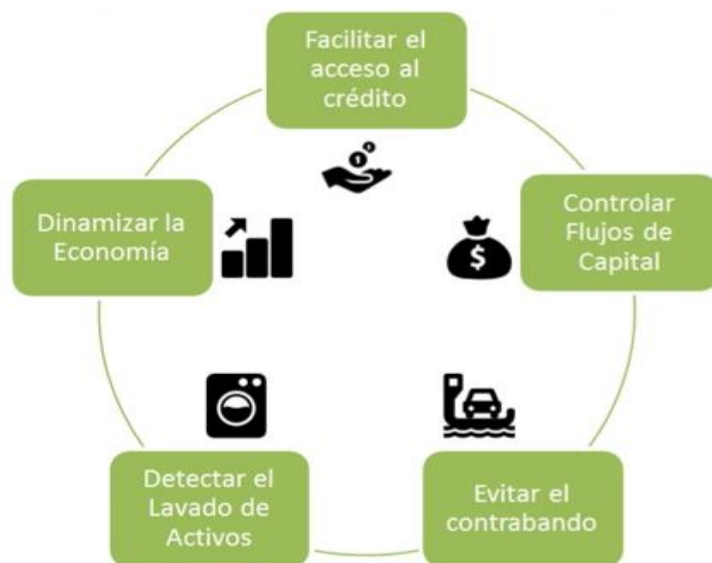 Facilitar el
acceso al
crédito
Dinamizar la
Economía
Controlar
Flujos de
Capital
$
Detectar el
Lavado de
Activos
Evitar el
contrabando